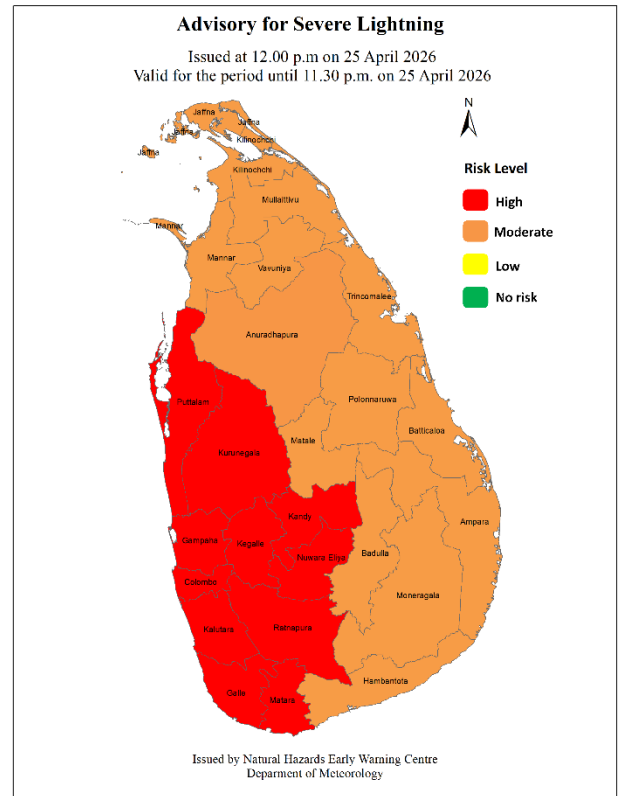 Advisory for Severe Lightning
Issued at 12.00 p.m on 25 April 2026
Valid for the period until 11.30 p.m. on 25 April 2026
N
Risk Level
High
Moderate
Low
No risk
Jaffna
Jaffna
Jaffna
Kilinochchi
Jaffna
Kilinochchi
Mullaitivu
Mannar
Mannar
Vavuniya
Trincomalee
Anuradhapura
Puttalam
Polonnaruwa
Batticaloa
Matale
Kurunegala
Kandy
Ampara
Gampaha
Kegalle
Badulla
Nuwara Eliya
Colombo
Moneragala
Kalutara
Ratnapura
Hambantota
Galle
Matara
Issued by Natural Hazards Early Warning Centre
Deparment of Meteorology